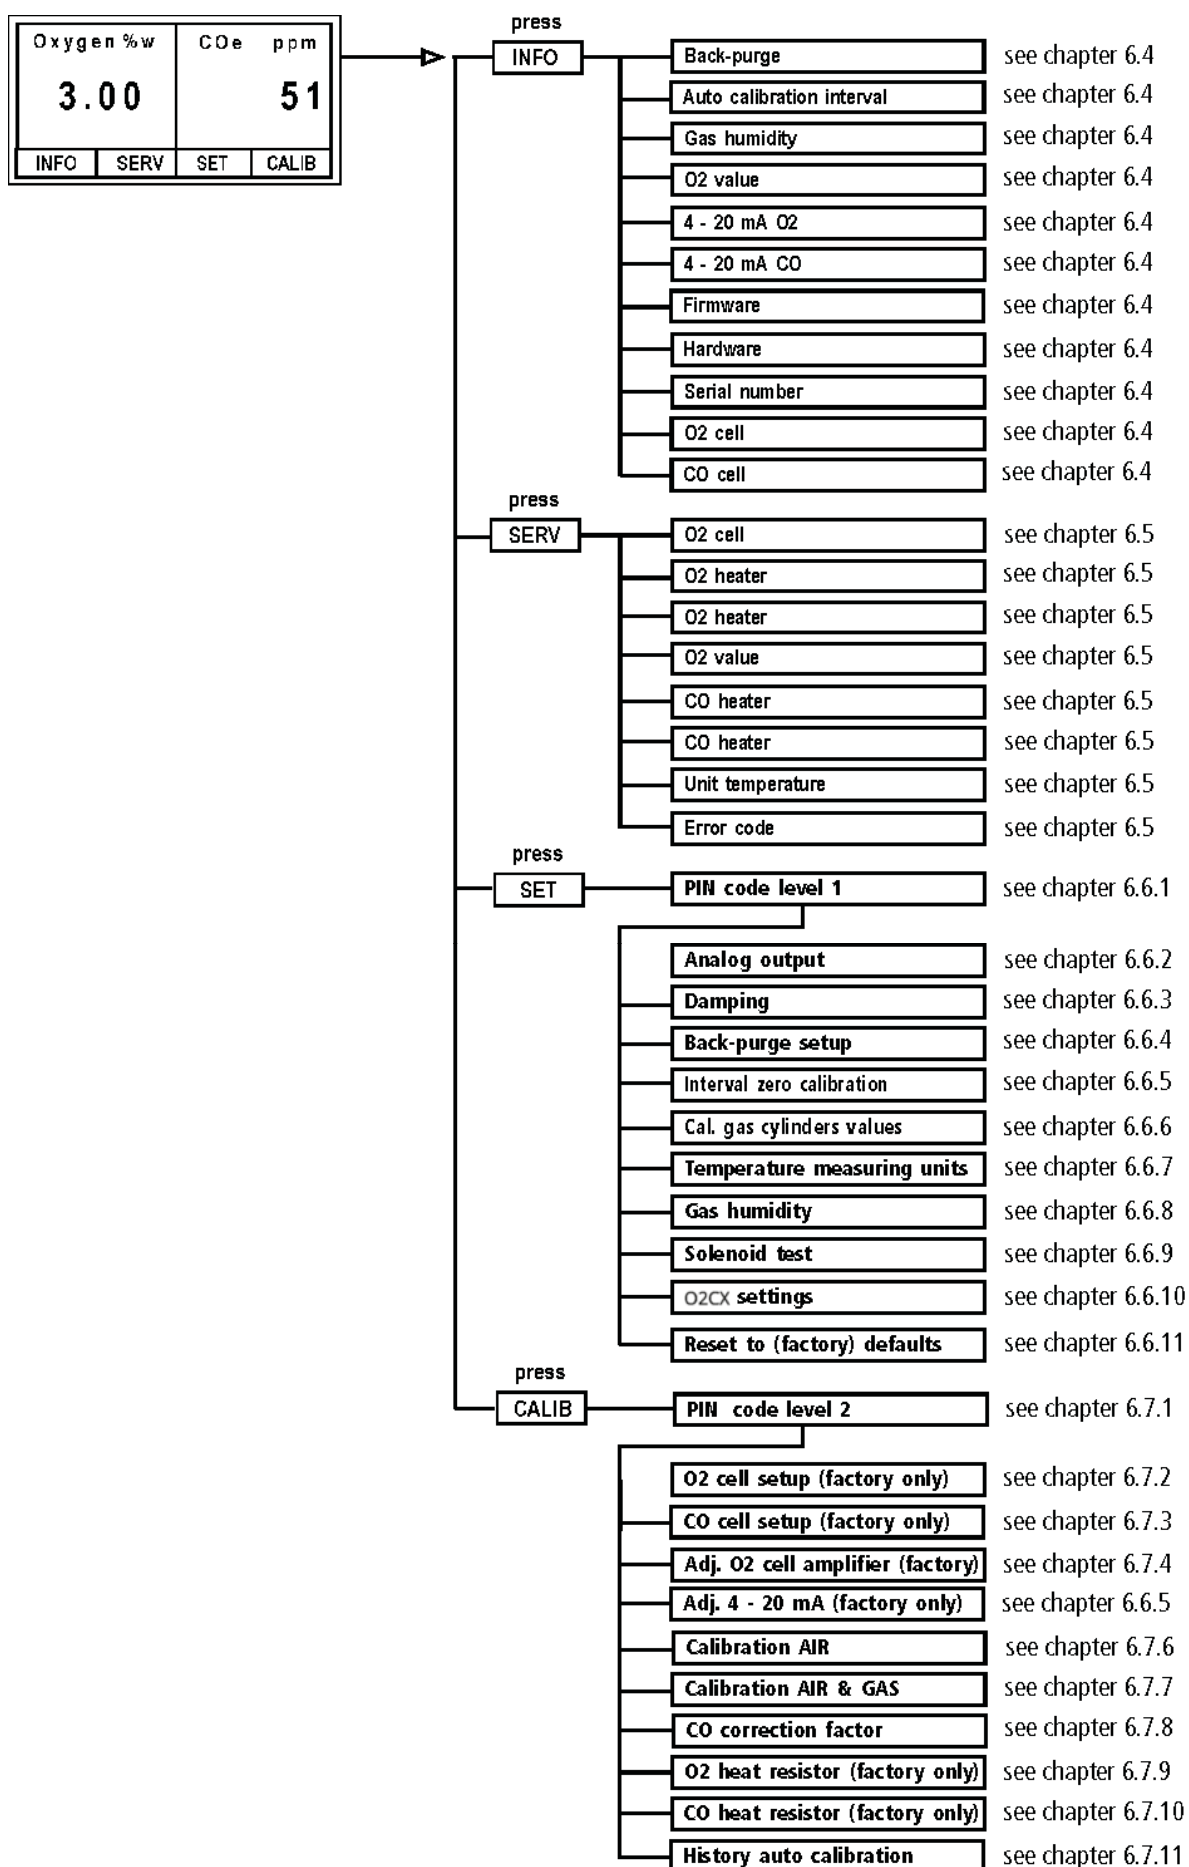 Oxygen %w COe ppm
3.00 51
INFO SERV SET CALIB
press
INFO
Back-purge see chapter 6.4
Auto calibration interval see chapter 6.4
Gas humidity see chapter 6.4
O2 value see chapter 6.4
4 - 20 mA O2 see chapter 6.4
4 - 20 mA CO see chapter 6.4
Firmware see chapter 6.4
Hardware see chapter 6.4
Serial number see chapter 6.4
O2 cell see chapter 6.4
CO cell see chapter 6.4
press
SERV
O2 cell see chapter 6.5
O2 heater see chapter 6.5
O2 heater see chapter 6.5
O2 value see chapter 6.5
CO heater see chapter 6.5
CO heater see chapter 6.5
Unit temperature see chapter 6.5
Error code see chapter 6.5
press
SET
PIN code level 1 see chapter 6.6.1
Analog output see chapter 6.6.2
Damping see chapter 6.6.3
Back-purge setup see chapter 6.6.4
Interval zero calibration see chapter 6.6.5
Cal. gas cylinders values see chapter 6.6.6
Temperature measuring units see chapter 6.6.7
Gas humidity see chapter 6.6.8
Solenoid test see chapter 6.6.9
O2CX settings see chapter 6.6.10
Reset to (factory) defaults see chapter 6.6.11
press
CALIB
PIN code level 2 see chapter 6.7.1
O2 cell setup (factory only) see chapter 6.7.2
CO cell setup (factory only) see chapter 6.7.3
Adj. O2 cell amplifier (factory) see chapter 6.7.4
Adj. 4 - 20 mA (factory only) see chapter 6.6.5
Calibration AIR see chapter 6.7.6
Calibration AIR & GAS see chapter 6.7.7
CO correction factor see chapter 6.7.8
O2 heat resistor (factory only) see chapter 6.7.9
CO heat resistor (factory only) see chapter 6.7.10
History auto calibration see chapter 6.7.11